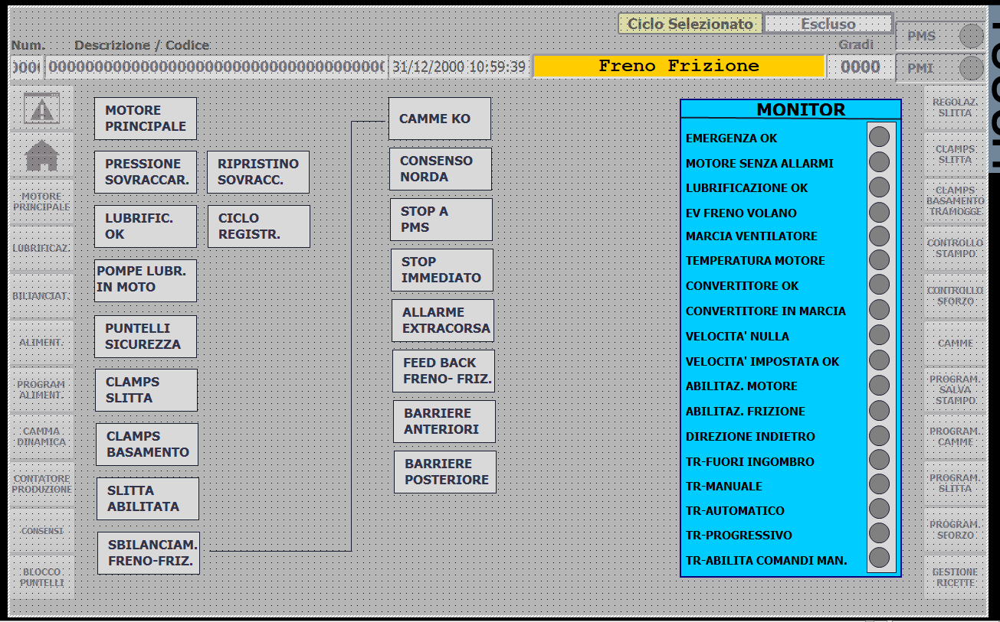 Ciclo Selezionato
Escluso
PMS
Num.
Descrizione / Codice
Gradi
31/12/2000 10:59:39
Freno Frizione
0000
PMI
MOTORE
PRINCIPALE
LUBRIFICAZ.
BILIANCIAT.
ALIMENT.
PROGRAM
ALIMENT.
CAMMA
DINAMICA
CONTATORE
PRODUZIONE
CONSENSI
BLOCCO
PUNTELLI
MOTORE
PRINCIPALE
PRESSIONE
SOVRACCAR.
RIPRISTINO
SOVRACC.
LUBRIFIC.
OK
CICLO
REGISTR.
POMPE LUBR.
IN MOTO
PUNTELLI
SICUREZZA
CLAMPS
SLITTA
CLAMPS
BASAMENTO
SLITTA
ABILITATA
SBILANCIAM.
FRENO-FRIZ.
CAMME KO
CONSENSO
NORDA
STOP A
PMS
STOP
IMMEDIATO
ALLARME
EXTRACORSA
FEED BACK
FRENO- FRIZ.
BARRIERE
ANTERIORI
BARRIERE
POSTERIORE
MONITOR
EMERGENZA OK
MOTORE SENZA ALLARMI
LUBRIFICAZIONE OK
EV FRENO VOLANO
MARCIA VENTILATORE
TEMPERATURA MOTORE
CONVERTITORE OK
CONVERTITORE IN MARCIA
VELOCITA' NULLA
VELOCITA' IMPOSTATA OK
ABILITAZ. MOTORE
ABILITAZ. FRIZIONE
DIREZIONE INDIETRO
TR-FUORI INGOMBRO
TR-MANUALE
TR-AUTOMATICO
TR-PROGRESSIVO
TR-ABILITA COMANDI MAN.
REGOLAZ.
SLITTA
CLAMPS
SLITTA
CLAMPS
BASAMENTO
TRAMOGGE
CONTROLLO
STAMPO
CONTROLLO
SFORZO
CAMME
PROGRAM.
SALVA
STAMPO
PROGRAM.
CAMME
PROGRAM.
SLITTA
PROGRAM.
SFORZO
GESTIONE
RICETTE